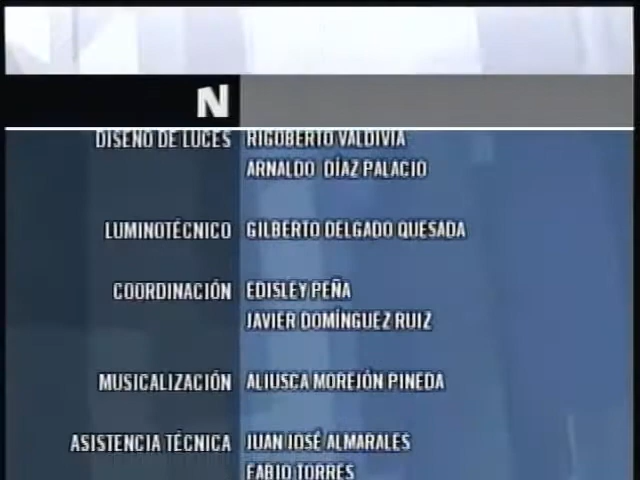 N
DISEÑO DE LUCES RIGOBERTO VALDIVIA
ARNALDO DÍAZ PALACIO
LUMINOTÉCNICO GILBERTO DELGADO QUESADA
COORDINACIÓN EDISLEY PEÑA
JAVIER DOMÍNGUEZ RUIZ
MUSICALIZACIÓN ALIUSCA MOREJÓN PINEDA
ASISTENCIA TÉCNICA JUAN JOSÉ ALMARALES
FABIO TORRES